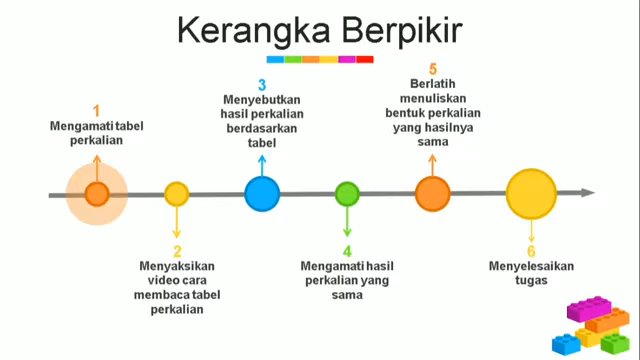 Kerangka Berpikir
1
Mengamati tabel
perkalian
2
Menyaksikan
video cara
membaca tabel
perkalian
3
Menyebutkan
hasil perkalian
berdasarkan
tabel
4
Mengamati hasil
perkalian yang
sama
5
Berlatih
menuliskan
bentuk perkalian
yang hasilnya
sama
6
Menyelesaikan
tugas